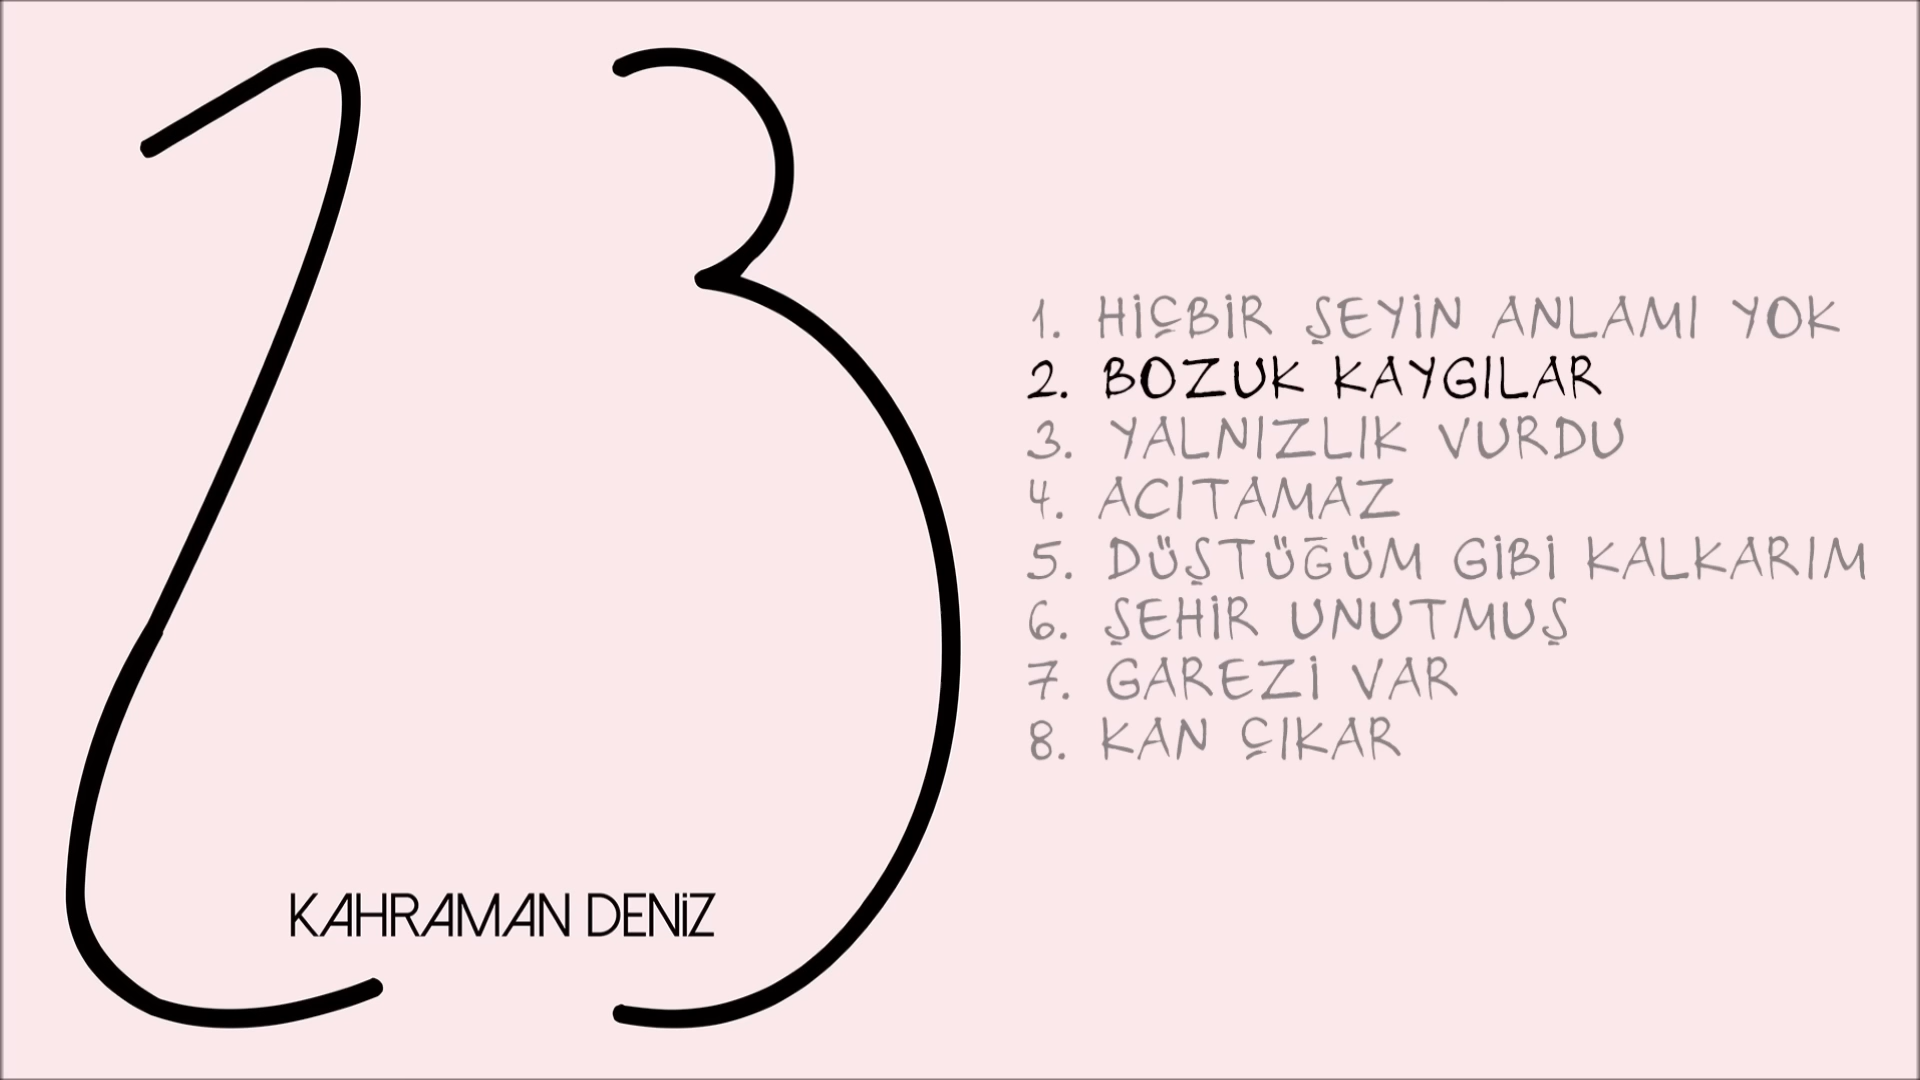 23
KAHRAMAN DENİZ
1. HİÇBİR ŞEYİN ANLAMI YOK
2. BOZUK KAYGILAR
3. YALNIZLIK VURDU
4. ACITAMAZ
5. DÜŞTÜĞÜM GİBİ KALKARIM
6. ŞEHİR UNUTMUŞ
7. GAREZİ VAR
8. KAN ÇIKAR